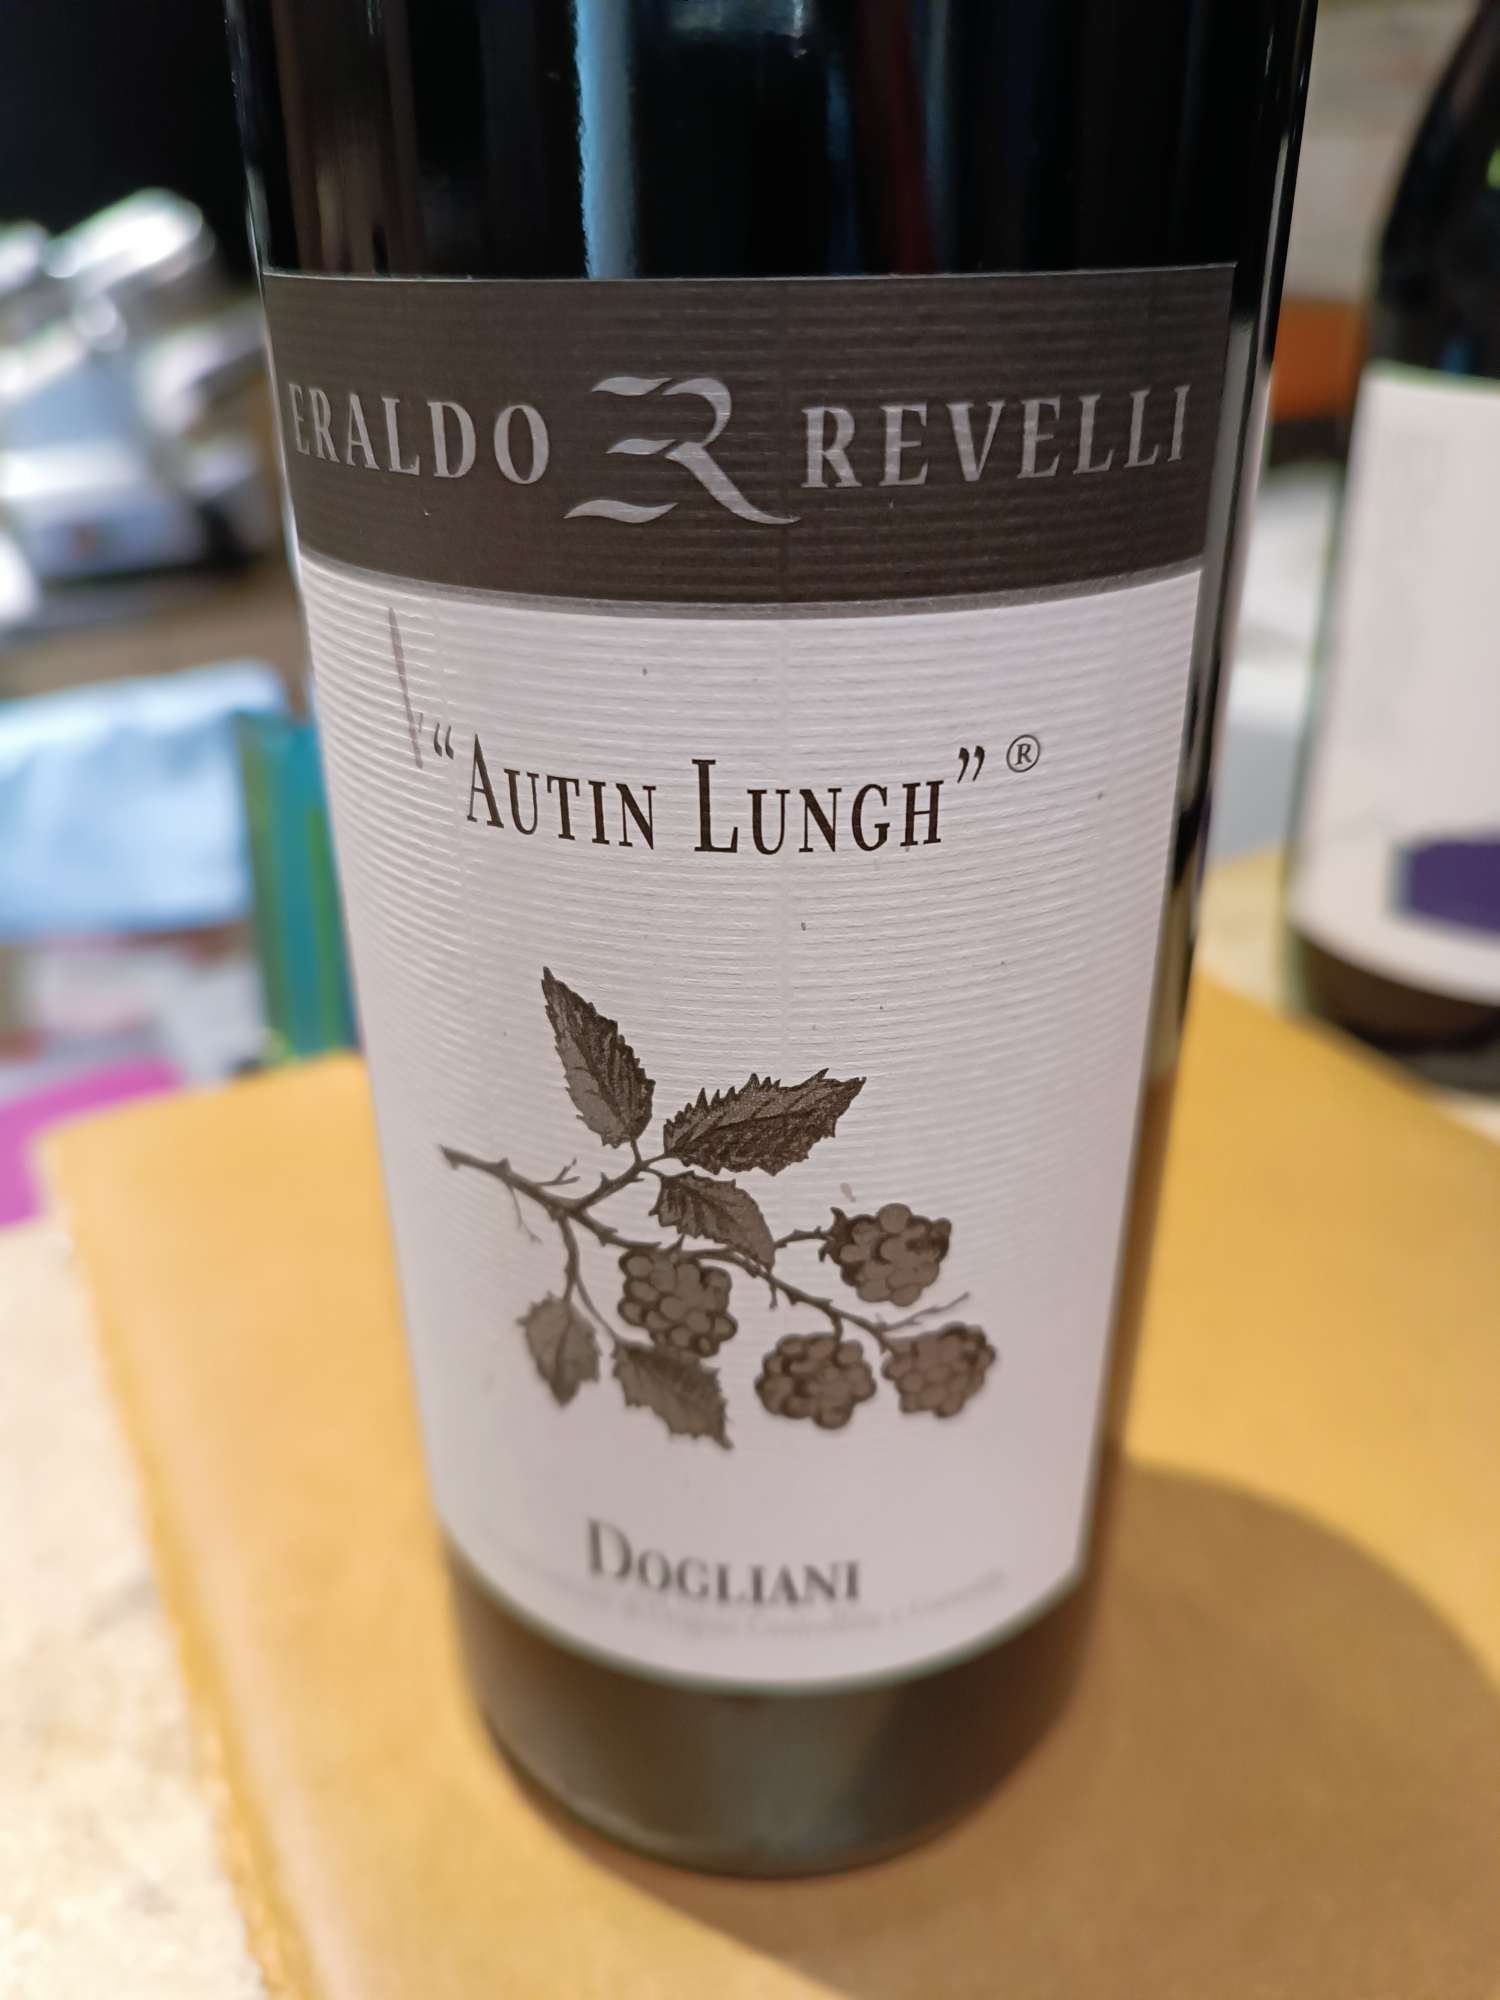 ERALDO ER REVELLI
"AUTIN LUNGH" ®
DOGLIANI